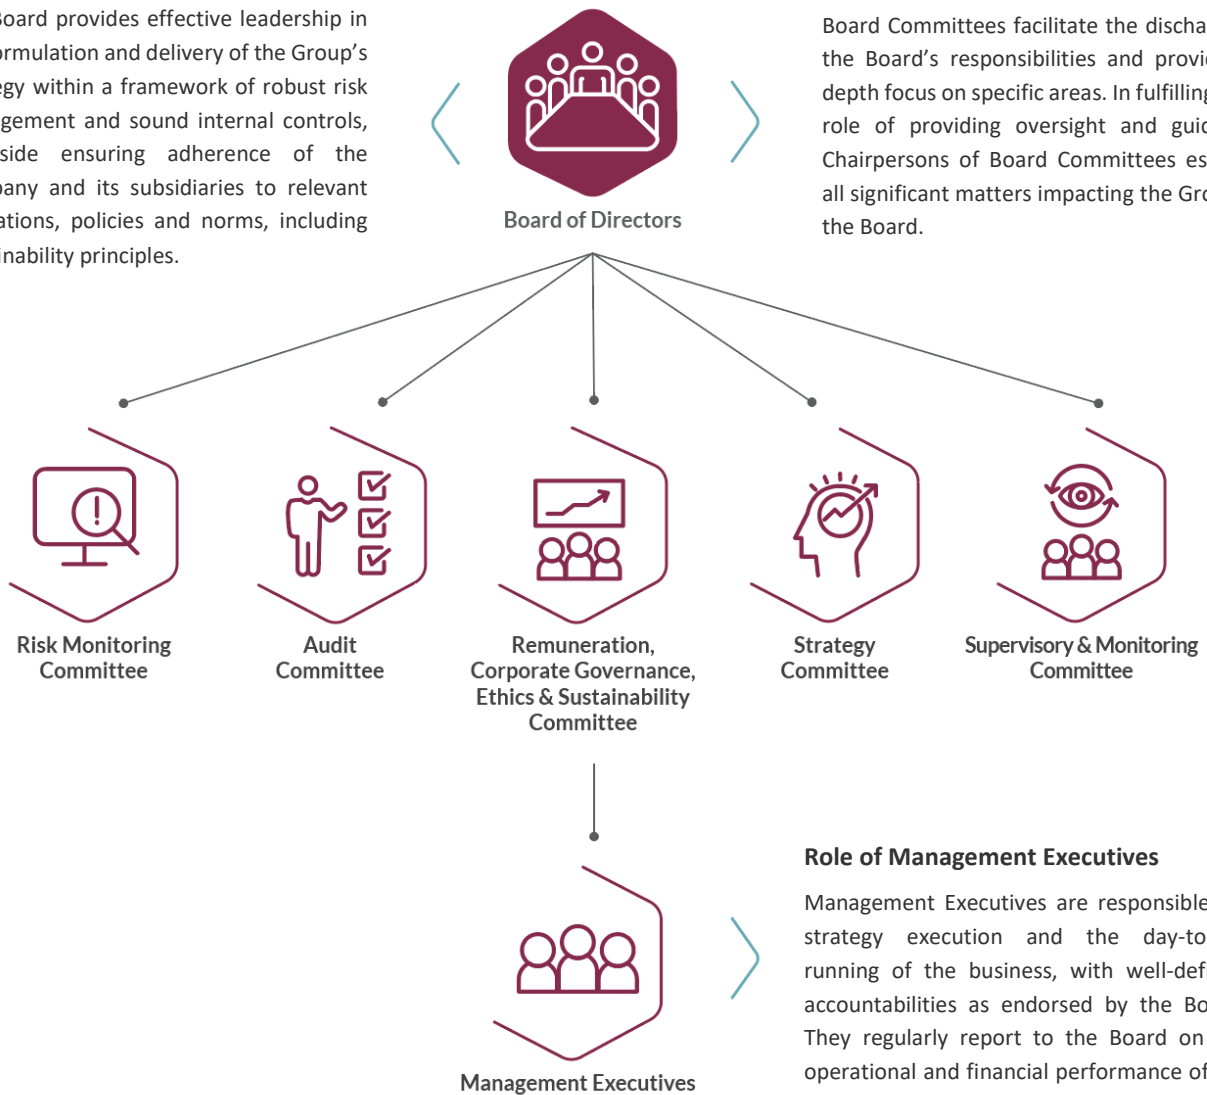 Board provides effective leadership in
ormulation and delivery of the Group's
egy within a framework of robust risk
agement and sound internal controls,
side ensuring adherence of the
pany and its subsidiaries to relevant
ations, policies and norms, including
inability principles.
Board Committees facilitate the discha
the Board's responsibilities and provi
depth focus on specific areas. In fulfilling
role of providing oversight and guid
Chairpersons of Board Committees es
all significant matters impacting the Gro
the Board.
Board of Directors
Risk Monitoring
Committee
Audit
Committee
Remuneration,
Corporate Governance,
Ethics & Sustainability
Committee
Strategy
Committee
Supervisory & Monitoring
Committee
Role of Management Executives
Management Executives are responsible
strategy execution and the day-to
running of the business, with well-defi
accountabilities as endorsed by the Bo
They regularly report to the Board on
operational and financial performance of
Management Executives